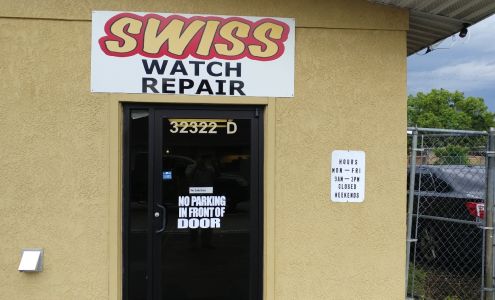 SWISS
WATCH
REPAIR
32322 D
NO PARKING
IN FRONT OF
DOOR
HOURS
MON - FRI
9AM - 3PM
CLOSED
WEEKENDS